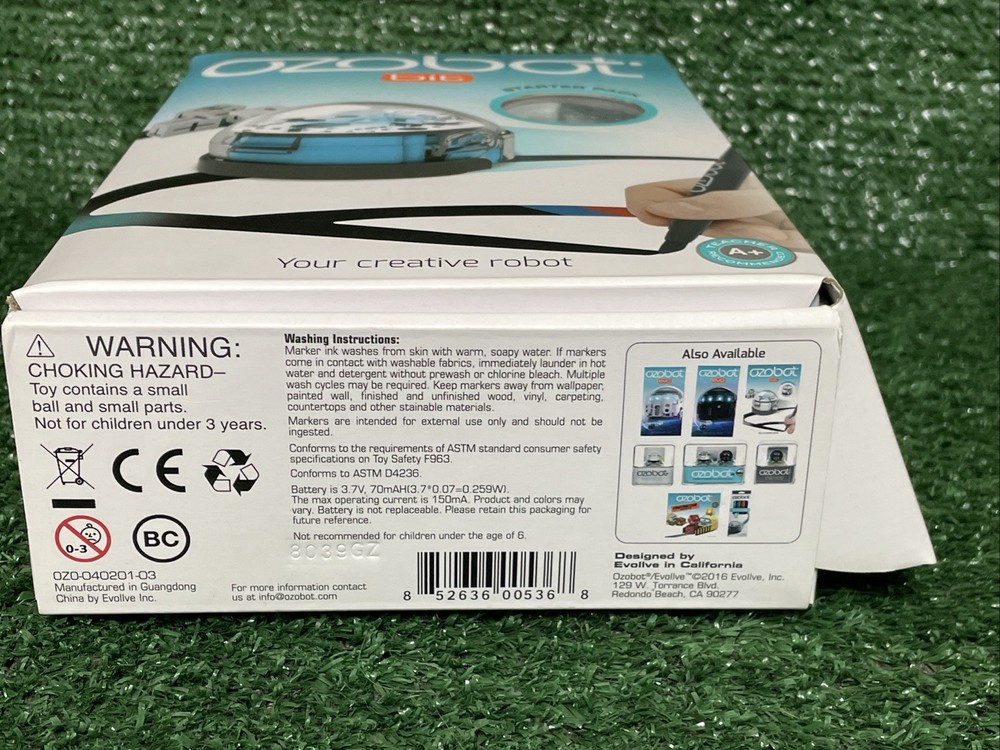 ozobot
bit
STARTER PACK
Your creative robot
TEACHER
A+
RECOMMENDED
WARNING:
CHOKING HAZARD–
Toy contains a small
ball and small parts.
Not for children under 3 years.
CE
0-3
BC
OZO-040201-03
Manufactured in Guangdong
China by Evollve Inc.
Washing Instructions:
Marker ink washes from skin with warm, soapy water. If markers
come in contact with washable fabrics, immediately launder in hot
water and detergent without prewash or chlorine bleach. Multiple
wash cycles may be required. Keep markers away from wallpaper,
painted wall, finished and unfinished wood, vinyl, carpeting,
countertops and other stainable materials.
Markers are intended for external use only and should not be
ingested.
Conforms to the requirements of ASTM standard consumer safety
specifications on Toy Safety F963.
Conforms to ASTM D4236.
Battery is 3.7V, 70mAH(3.7*0.07=0.259W).
The max operating current is 150mA. Product and colors may
vary. Battery is not replaceable. Please retain this packaging for
future reference.
Not recommended for children under the age of 6.
8039GZ
For more information contact
us at info@ozobot.com
8 52636 00536 8
Also Available
ozobot
ozobot
ozobot
ozobot
ozobot
ozobot
ozobot
Designed by
Evollve in California
Ozobot®/Evollve™©2016 Evollve, Inc.
129 W. Torrance Blvd.
Redondo Beach, CA 90277